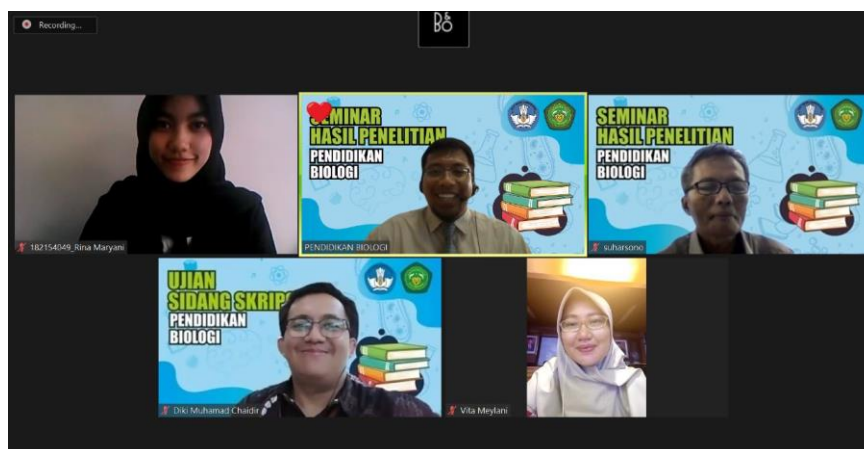 Recording...
B&O
SEMINAR
HASIL PENELITIAN
PENDIDIKAN
BIOLOGI
SEMINAR
HASIL PENELITIAN
PENDIDIKAN
BIOLOGI
182154049_Rina Maryani
PENDIDIKAN BIOLOGI
suharsono
UJIAN
SIDANG SKRIPS
PENDIDIKAN
BIOLOGI
Diki Muhamad Chaidir
Vita Meylani